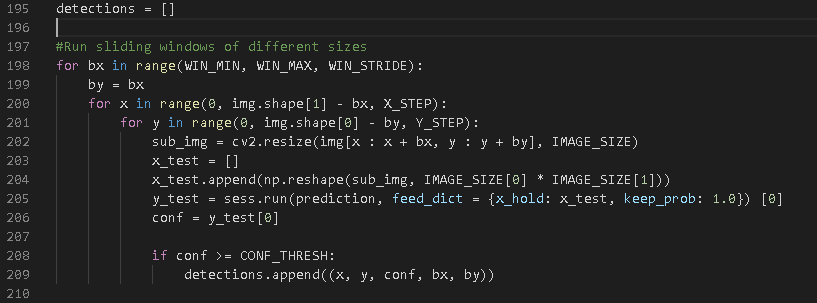 195 detections = []
196
197 #Run sliding windows of different sizes
198 for bx in range(WIN_MIN, WIN_MAX, WIN_STRIDE):
199     by = bx
200     for x in range(0, img.shape[1] - bx, X_STEP):
201         for y in range(0, img.shape[0] - by, Y_STEP):
202             sub_img = cv2.resize(img[x : x + bx, y : y + by], IMAGE_SIZE)
203             x_test = []
204             x_test.append(np.reshape(sub_img, IMAGE_SIZE[0] * IMAGE_SIZE[1]))
205             y_test = sess.run(prediction, feed_dict = {x_hold: x_test, keep_prob: 1.0}) [0]
206             conf = y_test[0]
207
208             if conf >= CONF_THRESH:
209                 detections.append((x, y, conf, bx, by))
210